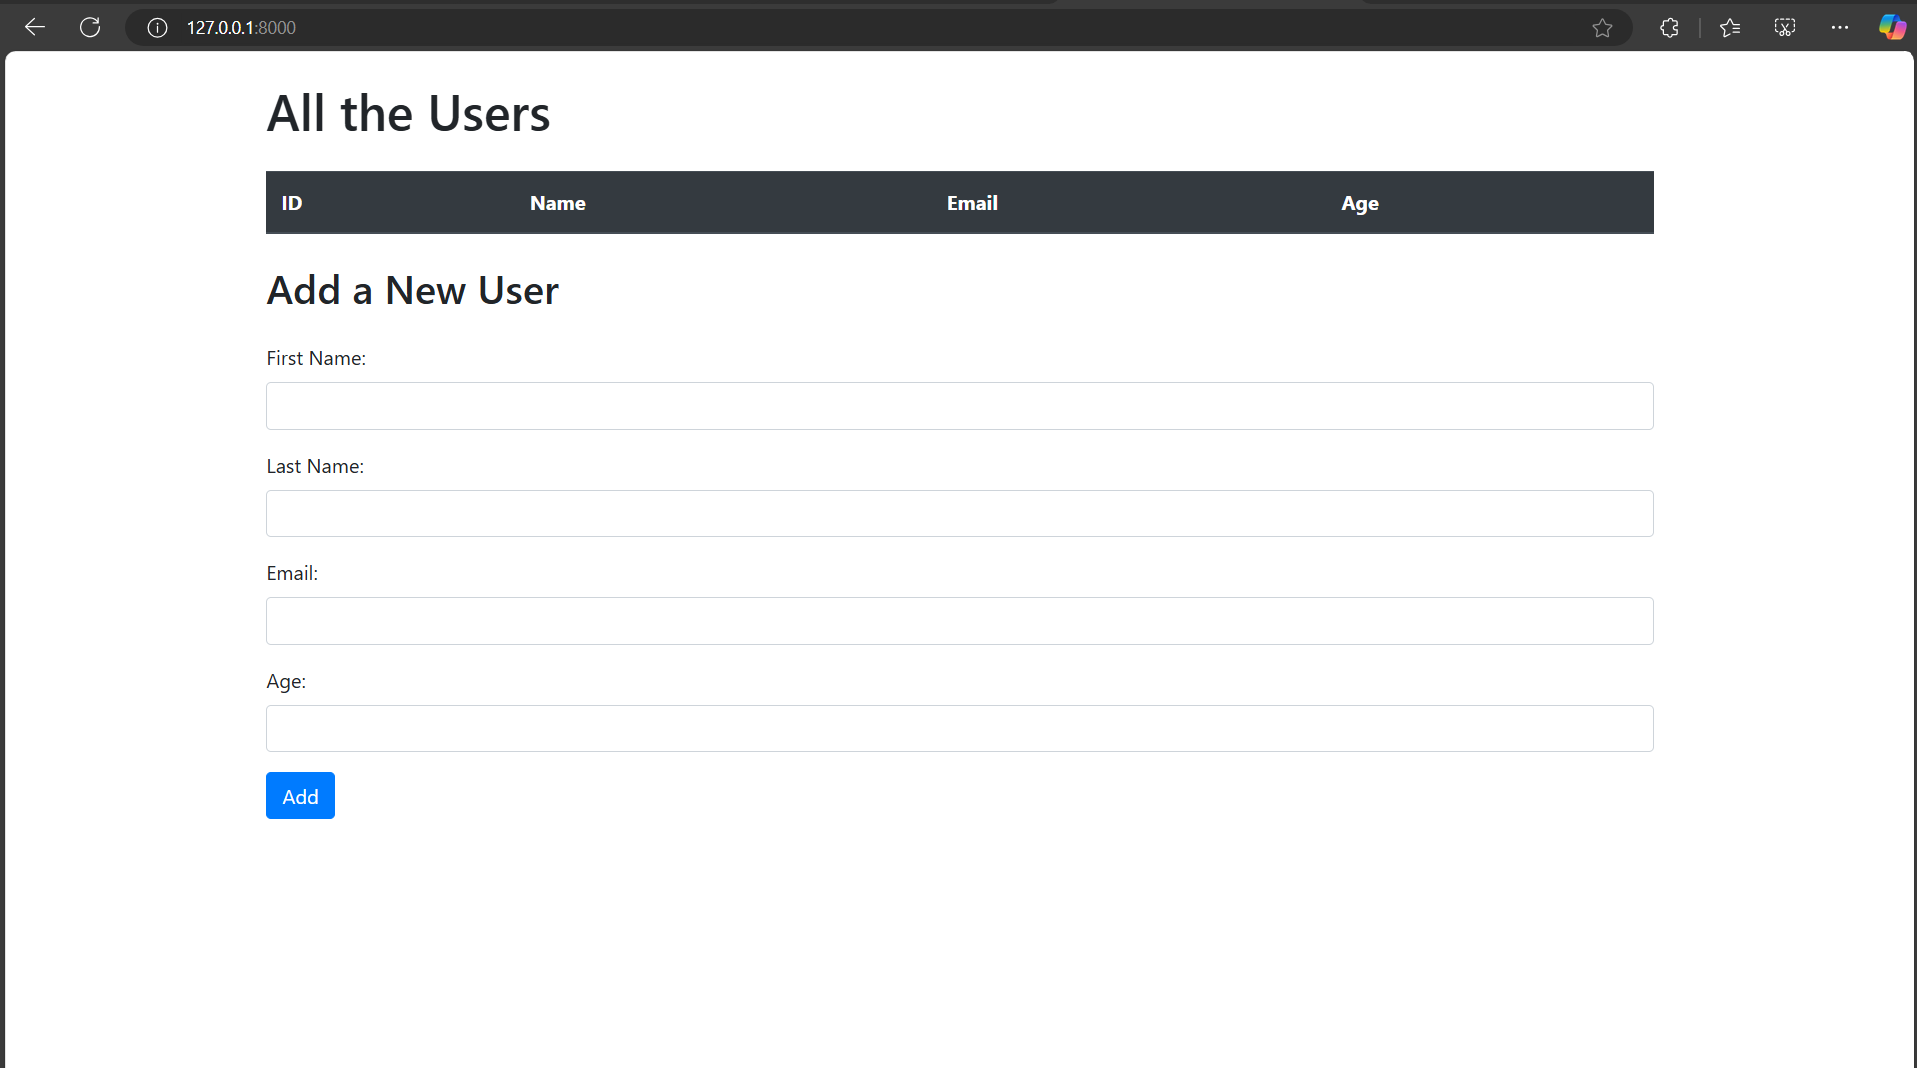 127.0.0.1:8000
All the Users
ID Name Email Age
Add a New User
First Name:
Last Name:
Email:
Age:
Add